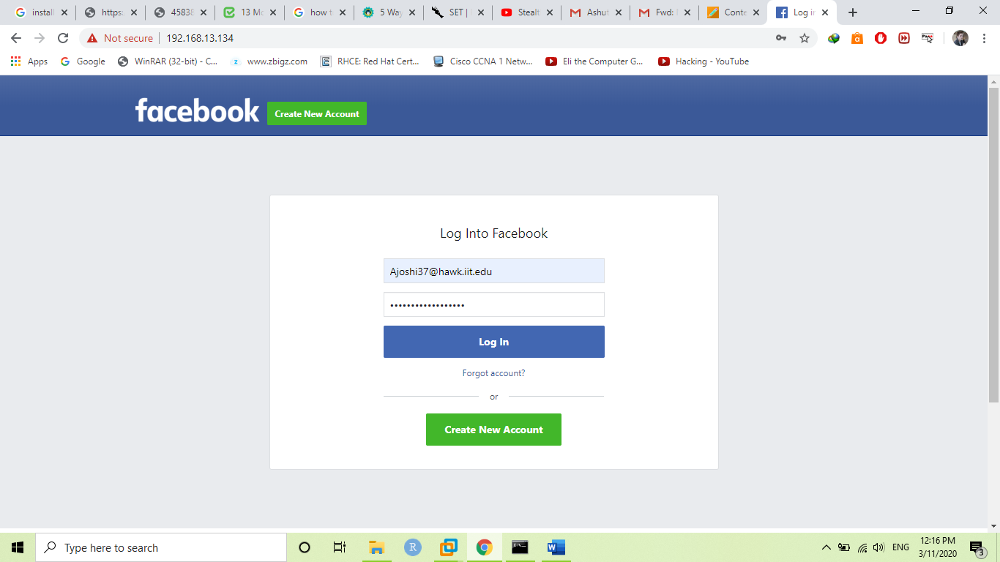 install
https:
45838
13 Mo
how t
5 Way
SET |
Stealt
Ashut
Fwd:
Conte
Log in
Not secure
192.168.13.134
Apps
Google
WinRAR (32-bit) - C...
www.zbigz.com
RHCE: Red Hat Cert...
Cisco CCNA 1 Netw...
Eli the Computer G...
Hacking - YouTube
facebook
Create New Account
Log Into Facebook
Ajoshi37@hawk.iit.edu
••••••••••••••••••
Log In
Forgot account?
or
Create New Account
Type here to search
ENG
12:16 PM
3/11/2020
3